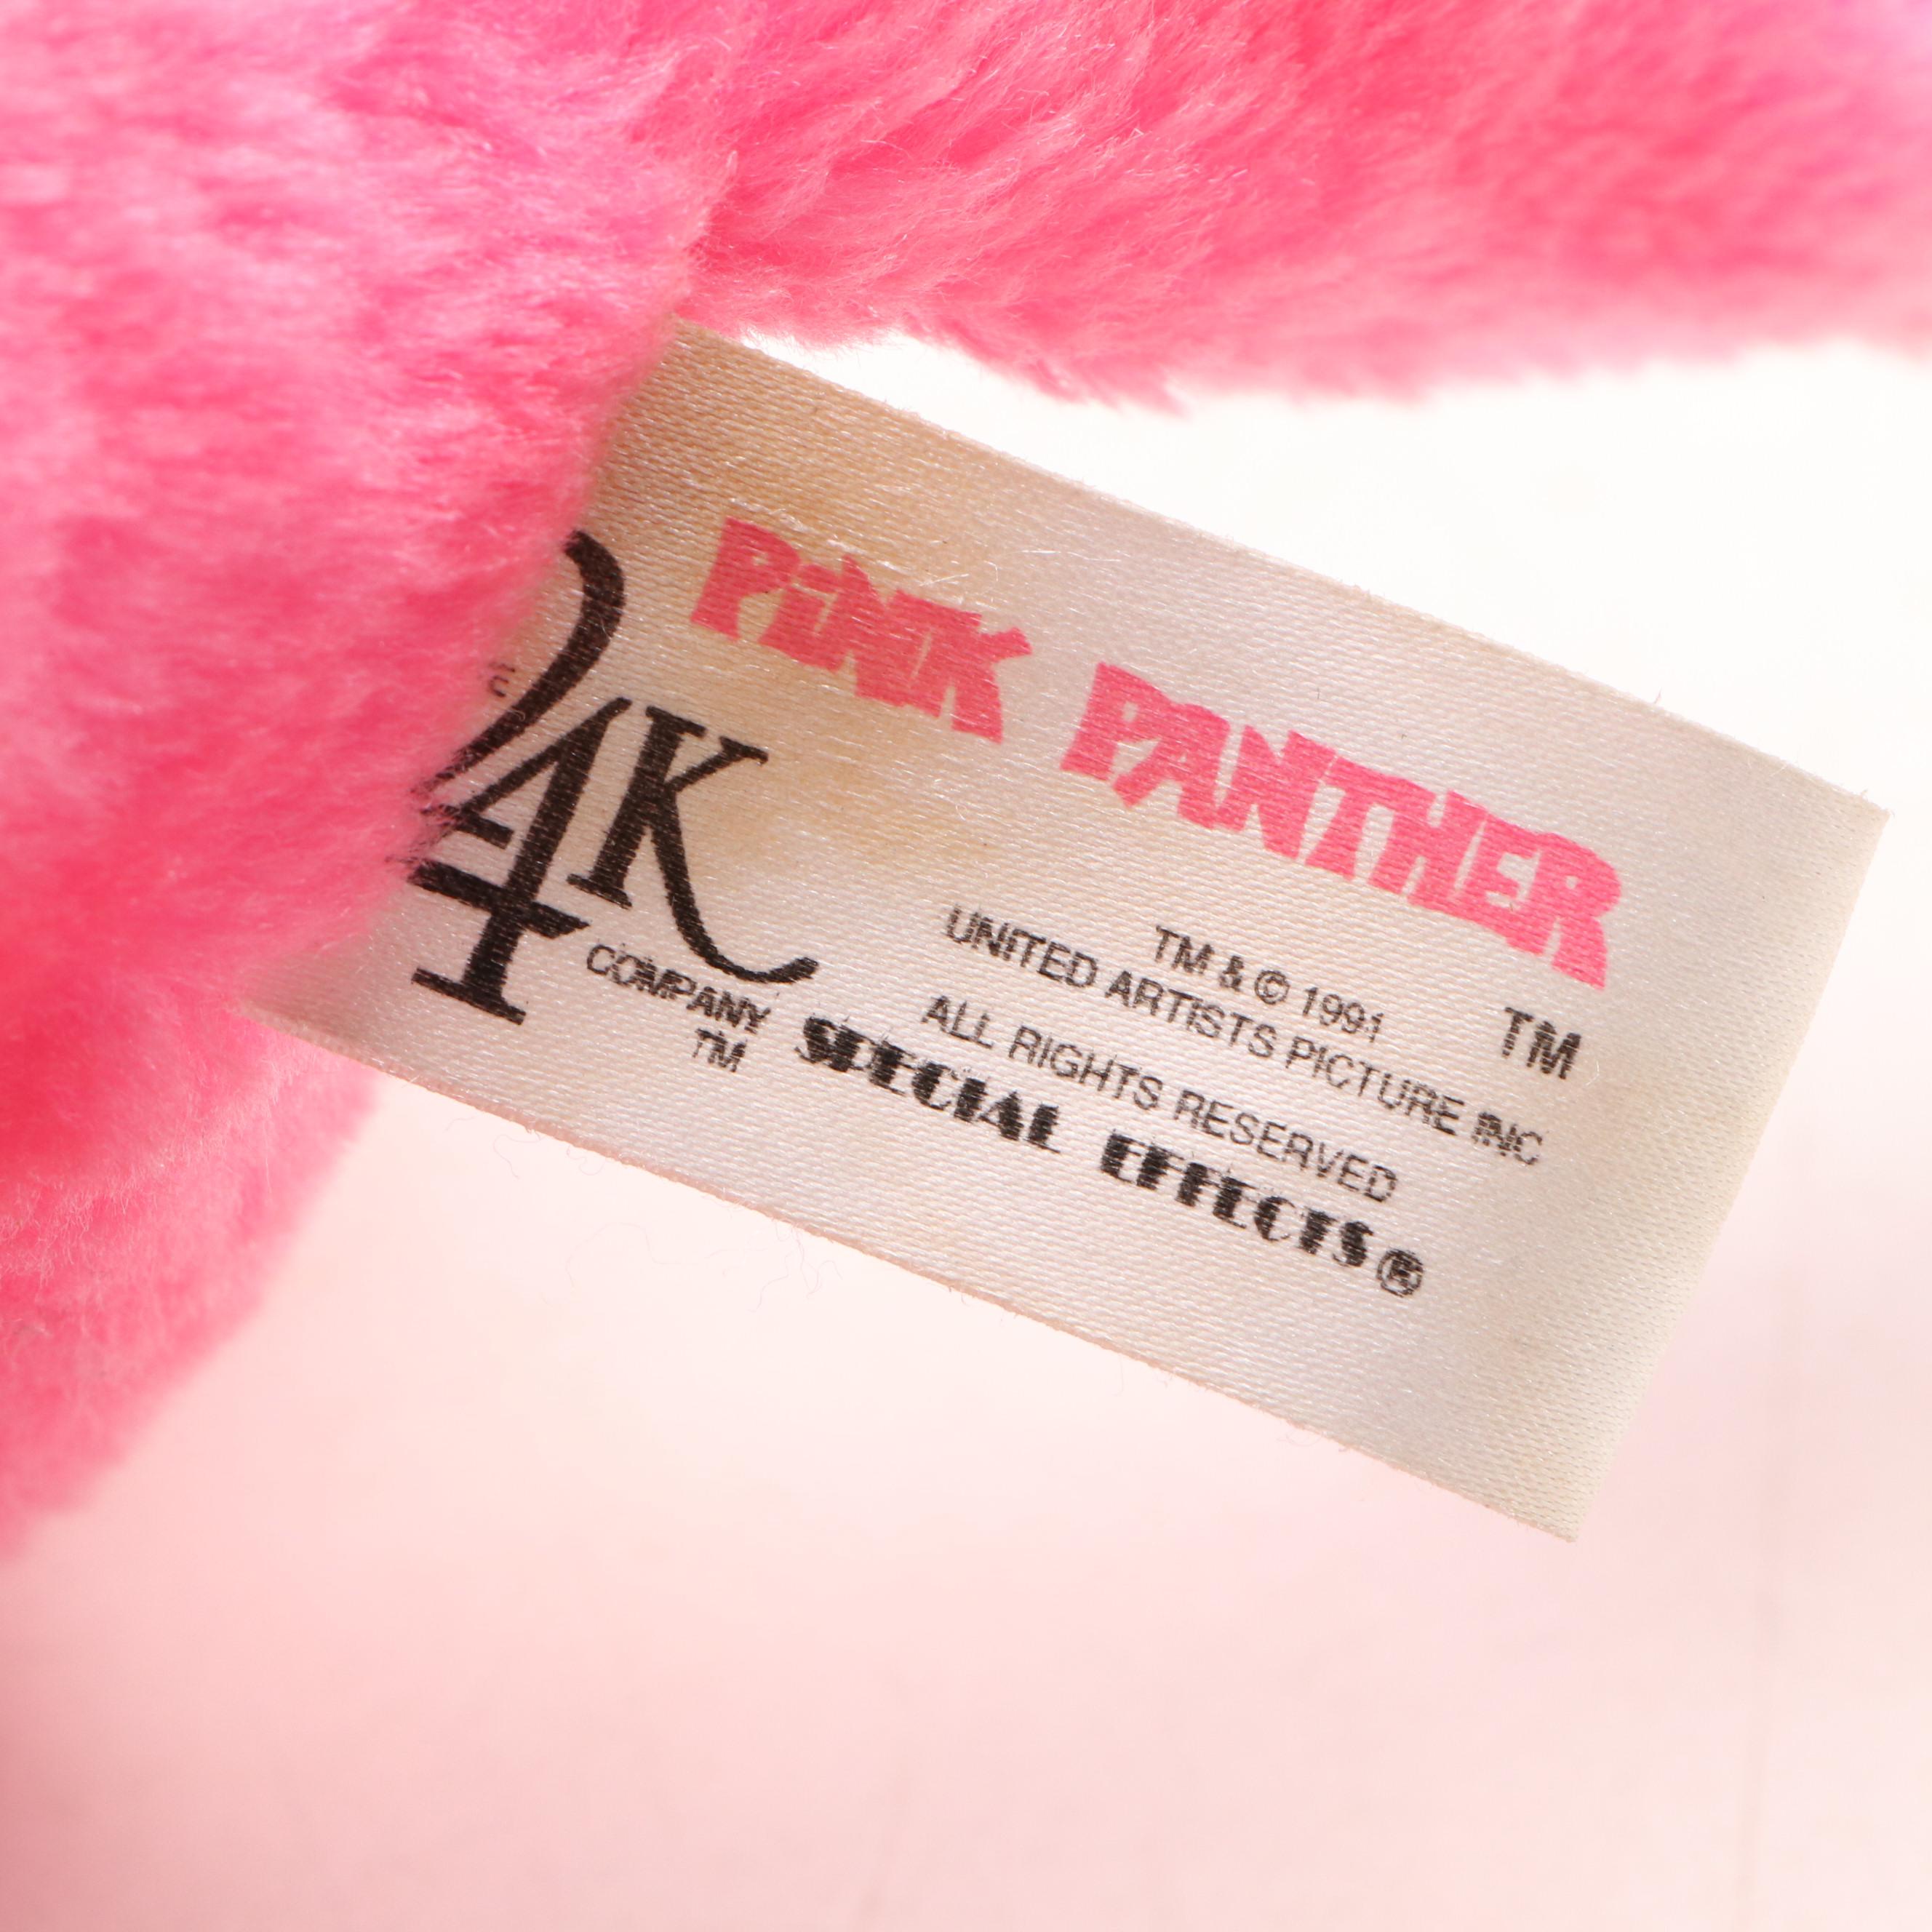 PiNK PANTHER
TM
TM & © 1991
UNITED ARTISTS PICTURE INC
ALL RIGHTS RESERVED
SPECIAL EFFECTS®
24K
COMPANY
TM